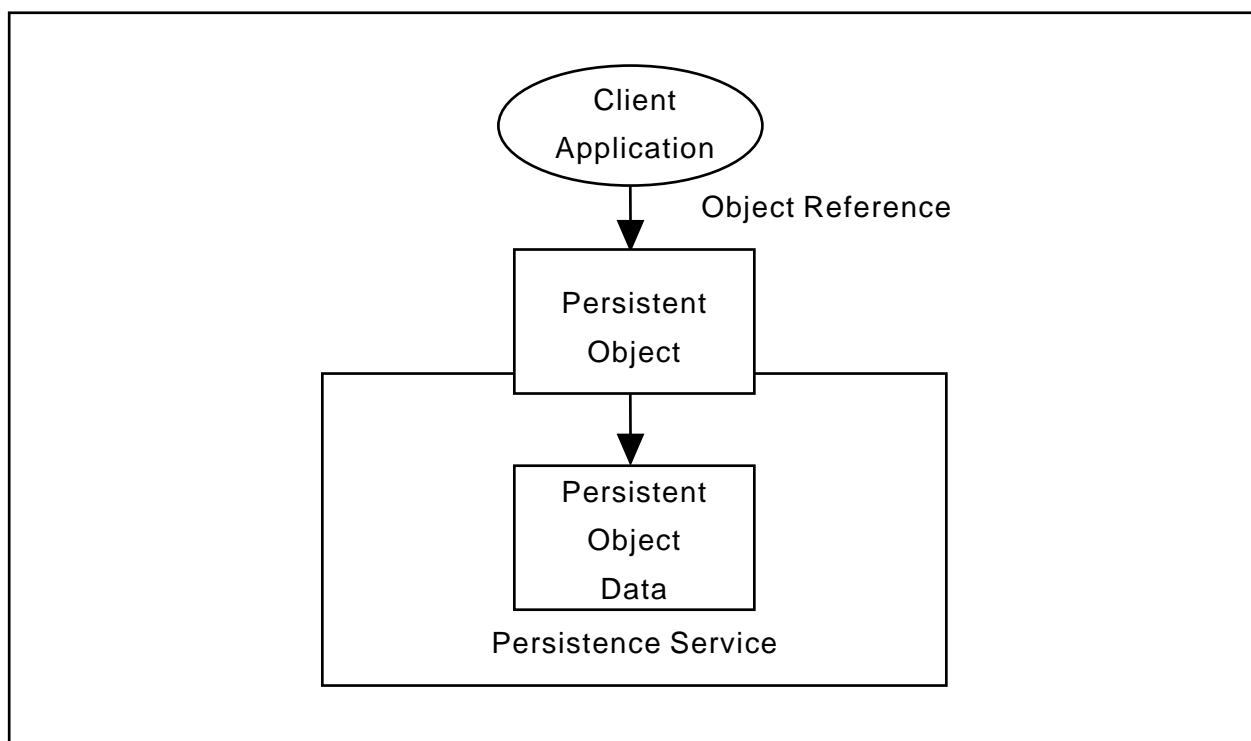 Client
Application
Object Reference
Persistent
Object
Persistent
Object
Data
Persistence Service